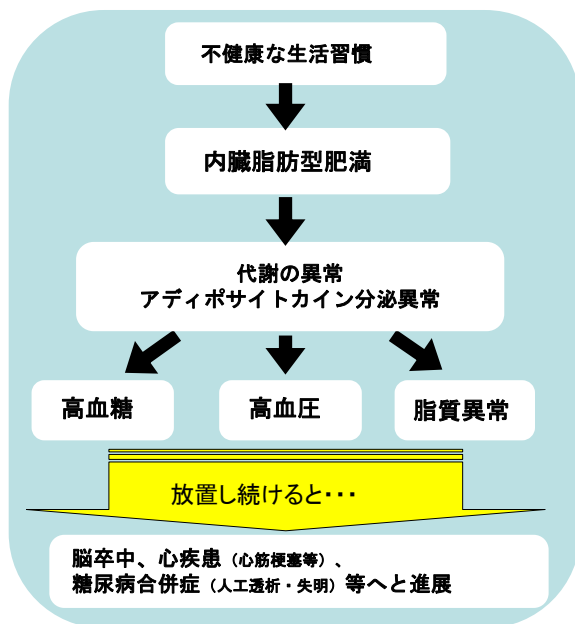 不健康な生活習慣
内臓脂肪型肥満
代謝の異常
アディポサイトカイン分泌異常
高血糖
高血圧
脂質異常
放置し続けると・・・
脳卒中、心疾患（心筋梗塞等）、
糖尿病合併症（人工透析・失明）等へと進展